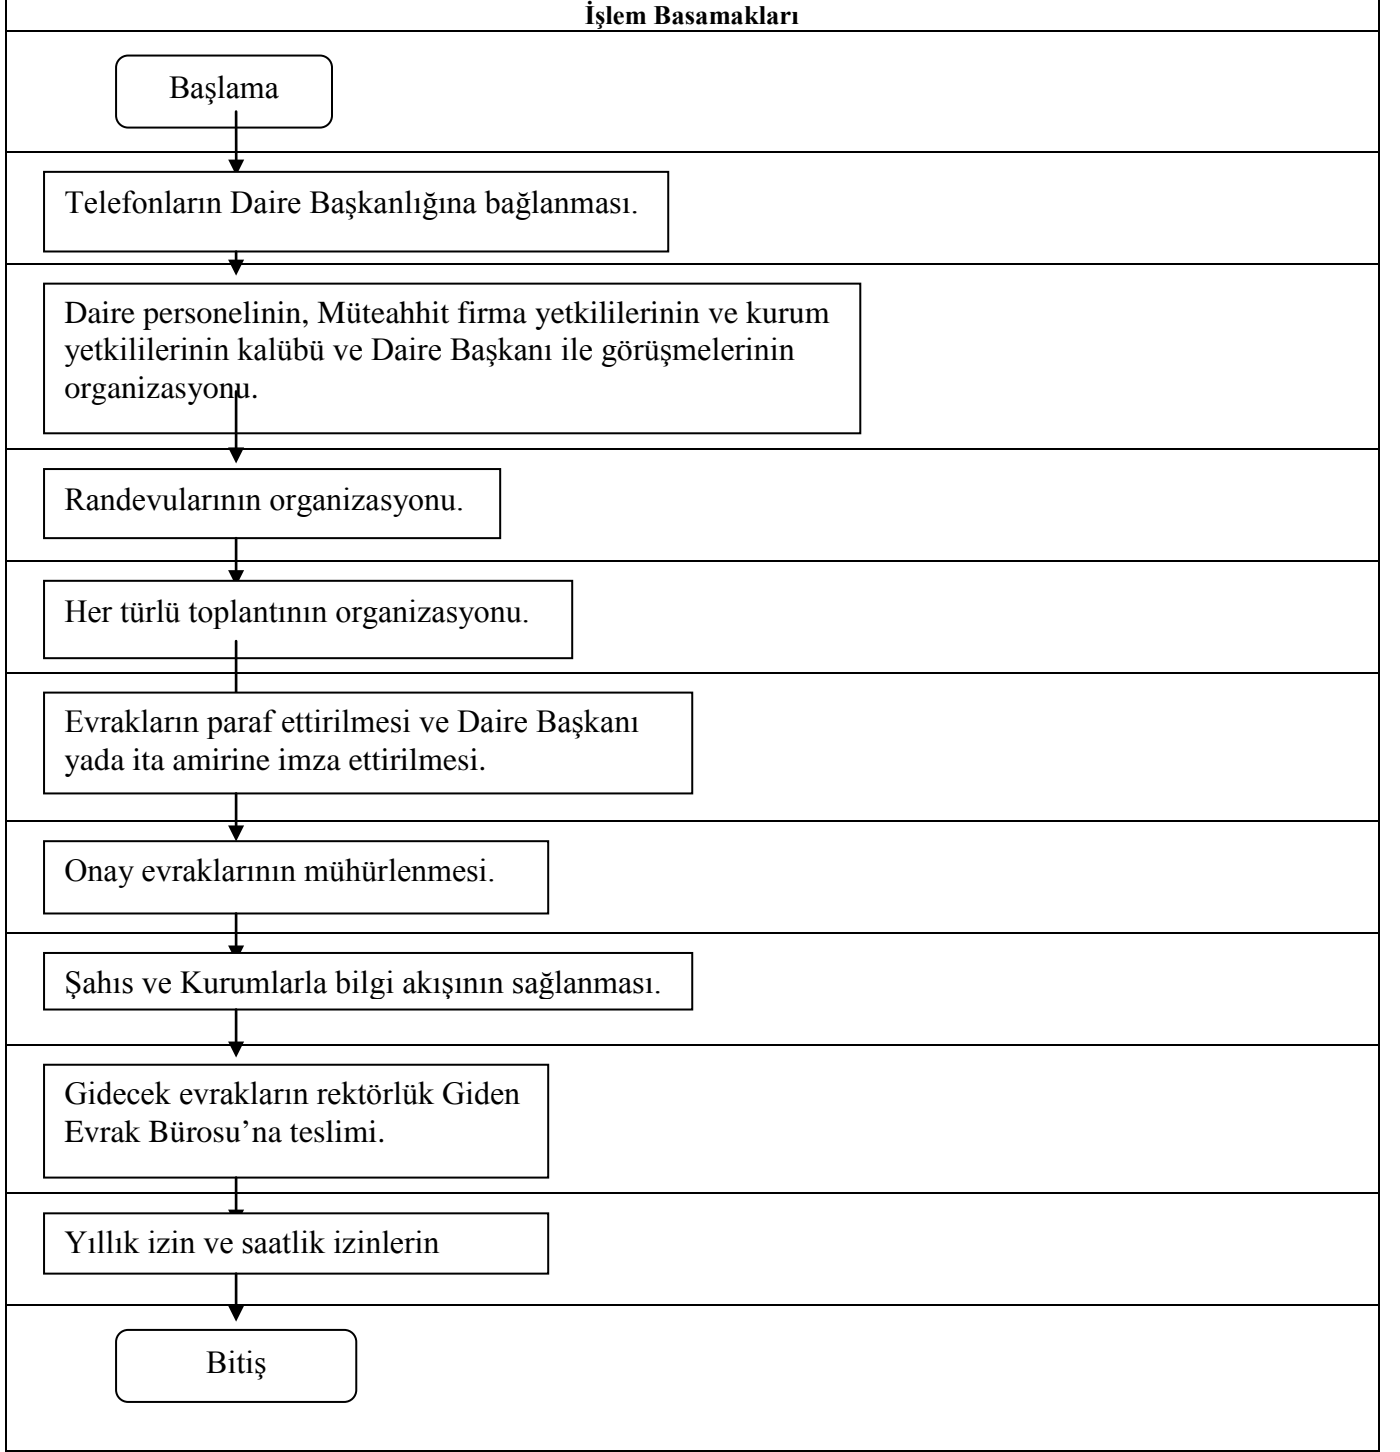 İşlem Basamakları
Başlama
Telefonların Daire Başkanlığına bağlanması.
Daire personelinin, Müteahhit firma yetkililerinin ve kurum
yetkililerinin kalübü ve Daire Başkanı ile görüşmelerinin
organizasyonu.
Randevularının organizasyonu.
Her türlü toplantının organizasyonu.
Evrakların paraf ettirilmesi ve Daire Başkanı
yada ita amirine imza ettirilmesi.
Onay evraklarının mühürlenmesi.
Şahıs ve Kurumlarla bilgi akışının sağlanması.
Gidecek evrakların rektörlük Giden
Evrak Bürosu’na teslimi.
Yıllık izin ve saatlik izinlerin
Bitiş